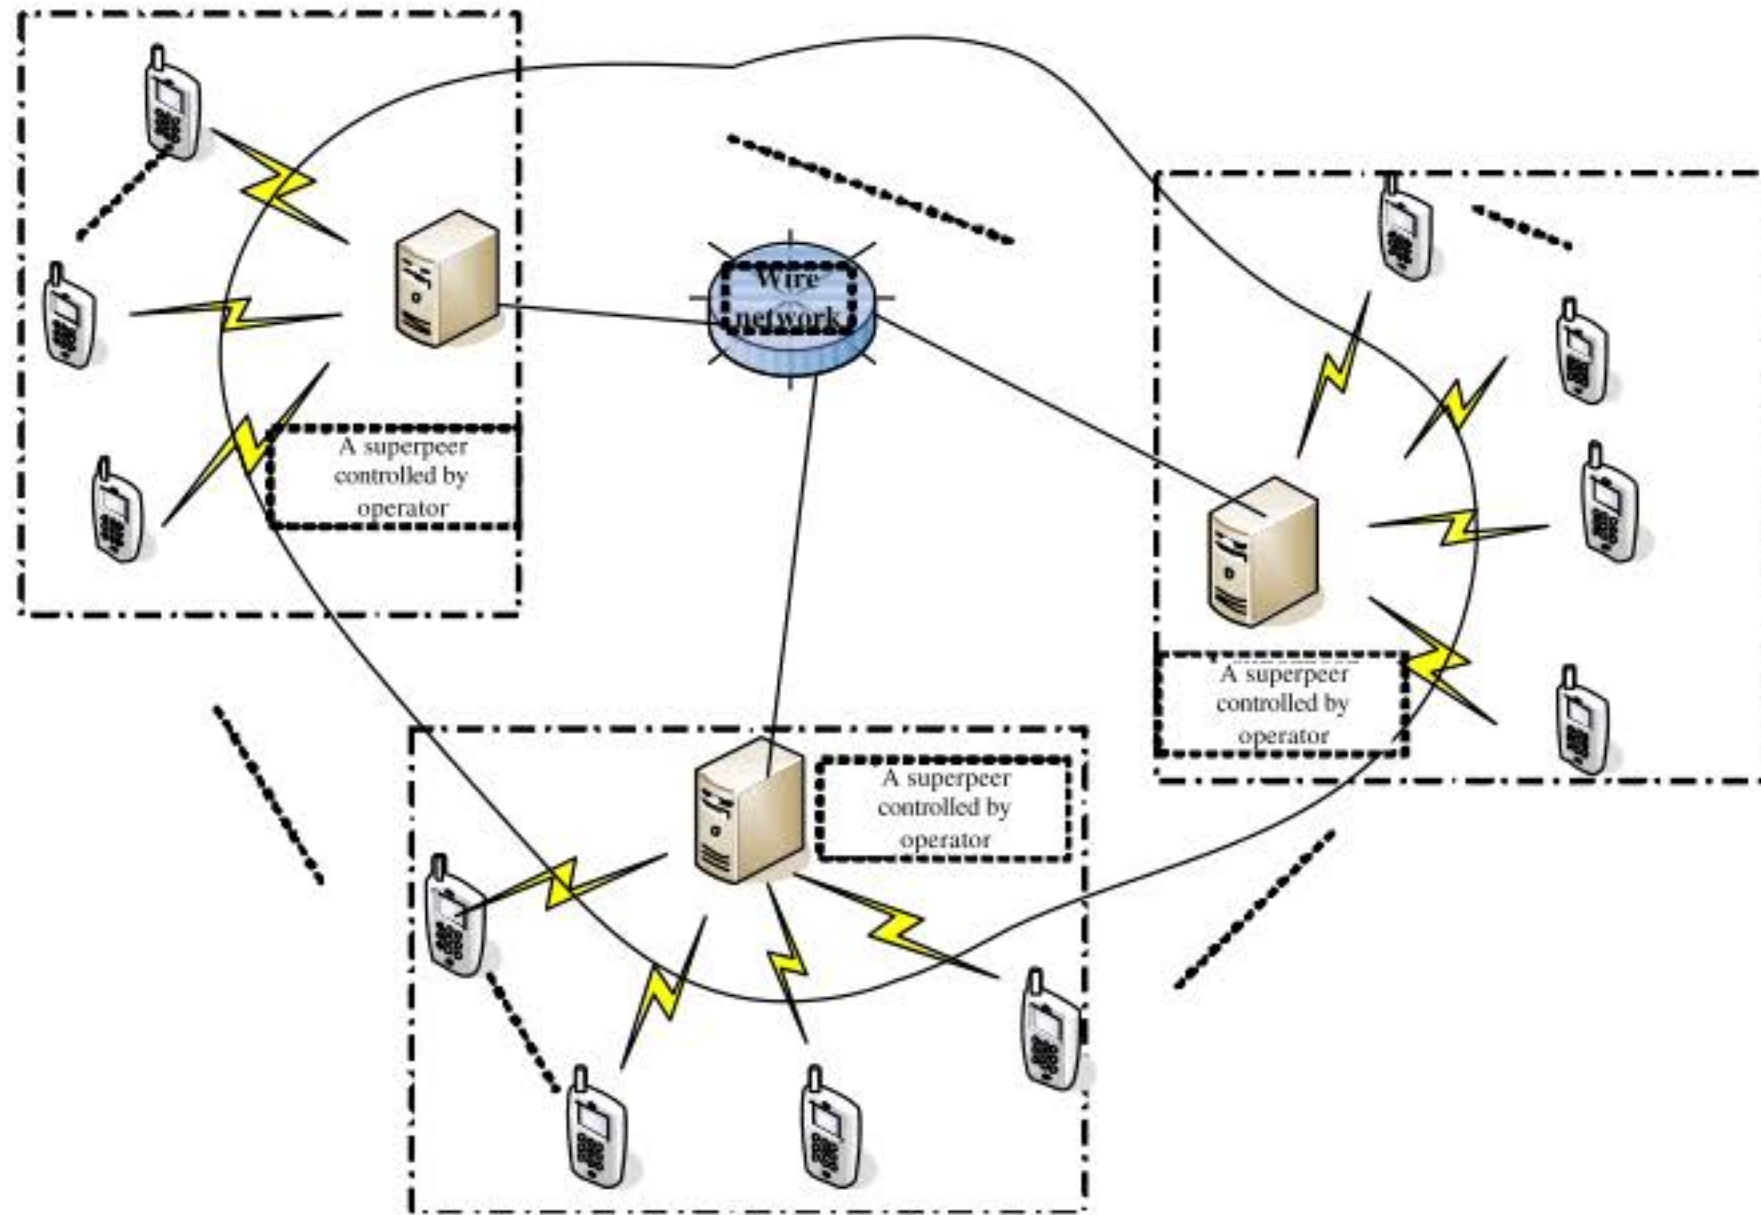 Wire
network
A superpeer
controlled by
operator
A superpeer
controlled by
operator
A superpeer
controlled by
operator